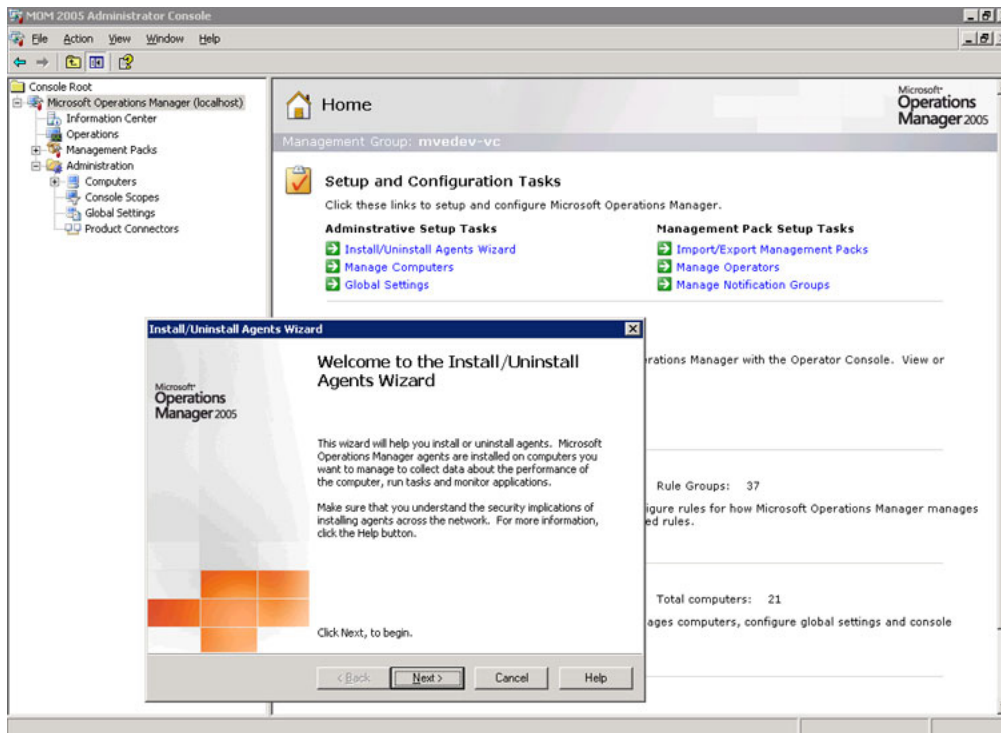 MOM 2005 Administrator Console
File Action View Window Help
Console Root
Microsoft Operations Manager (localhost)
Information Center
Operations
Management Packs
Administration
Computers
Console Scopes
Global Settings
Product Connectors
Home
Microsoft
Operations
Manager 2005
Management Group: mvedev-vc
Setup and Configuration Tasks
Click these links to setup and configure Microsoft Operations Manager.
Adminstrative Setup Tasks
Install/Uninstall Agents Wizard
Manage Computers
Global Settings
Management Pack Setup Tasks
Import/Export Management Packs
Manage Operators
Manage Notification Groups
rations Manager with the Operator Console. View or
Rule Groups: 37
igure rules for how Microsoft Operations Manager manages
ed rules.
Total computers: 21
ages computers, configure global settings and console
Install/Uninstall Agents Wizard
Microsoft
Operations
Manager 2005
Welcome to the Install/Uninstall
Agents Wizard
This wizard will help you install or uninstall agents. Microsoft
Operations Manager agents are installed on computers you
want to manage to collect data about the performance of
the computer, run tasks and monitor applications.
Make sure that you understand the security implications of
installing agents across the network. For more information,
click the Help button.
Click Next, to begin.
< Back Next > Cancel Help